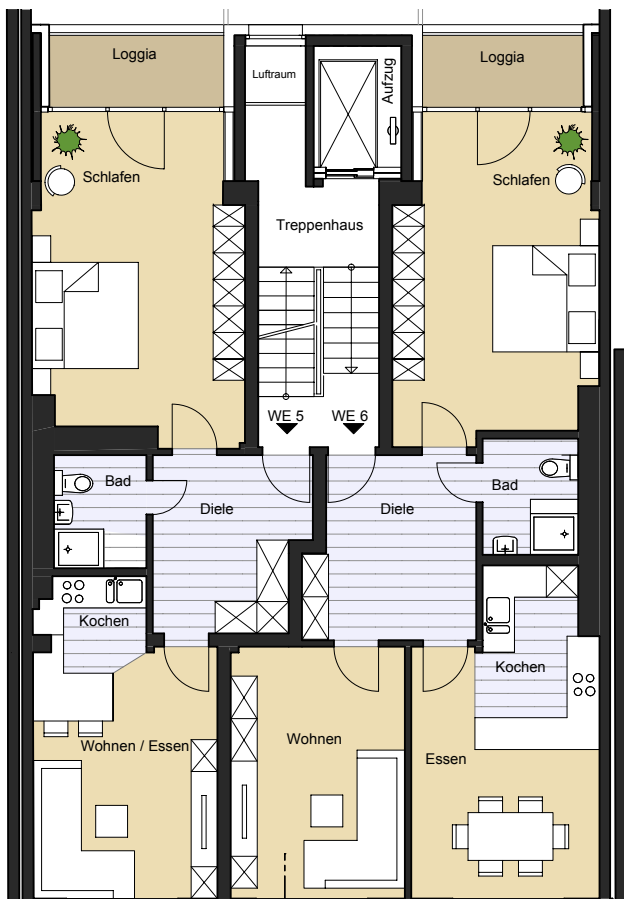 Loggia
Luftraum
Aufzug
Loggia
Schlafen
Schlafen
Treppenhaus
WE 5
WE 6
Bad
Diele
Diele
Bad
Kochen
Kochen
Wohnen / Essen
Wohnen
Essen